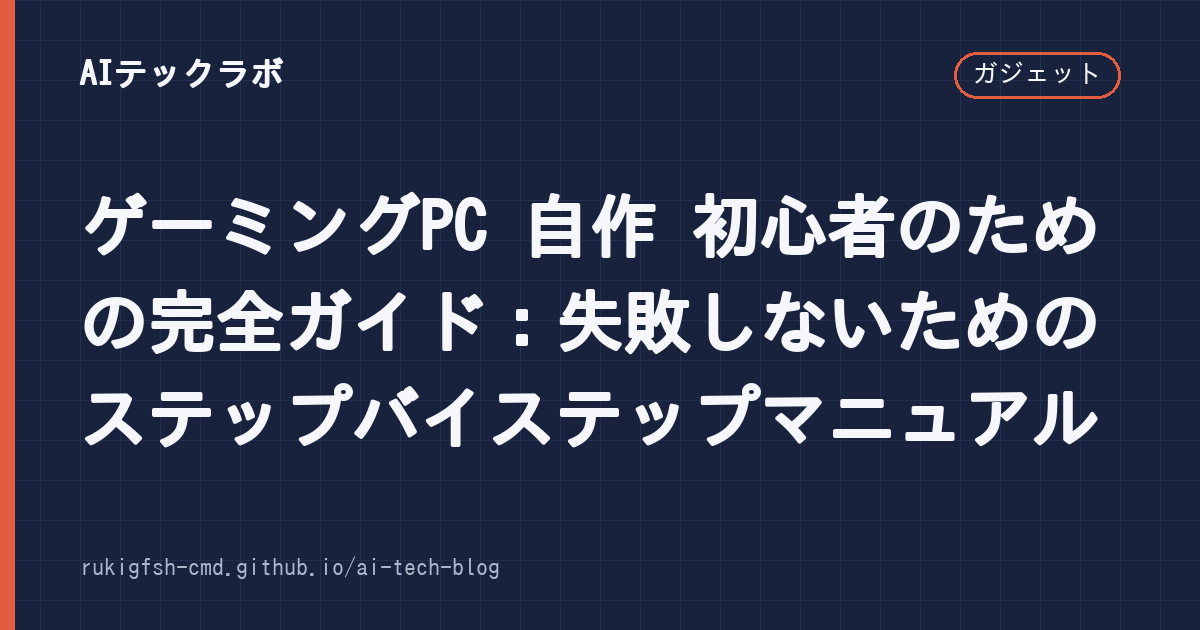 AIテックラボ
ガジェット
ゲーミングPC 自作 初心者のため
の完全ガイド：失敗しないための
ステップバイステップマニュアル
rukigfsh-cmd.github.io/ai-tech-blog